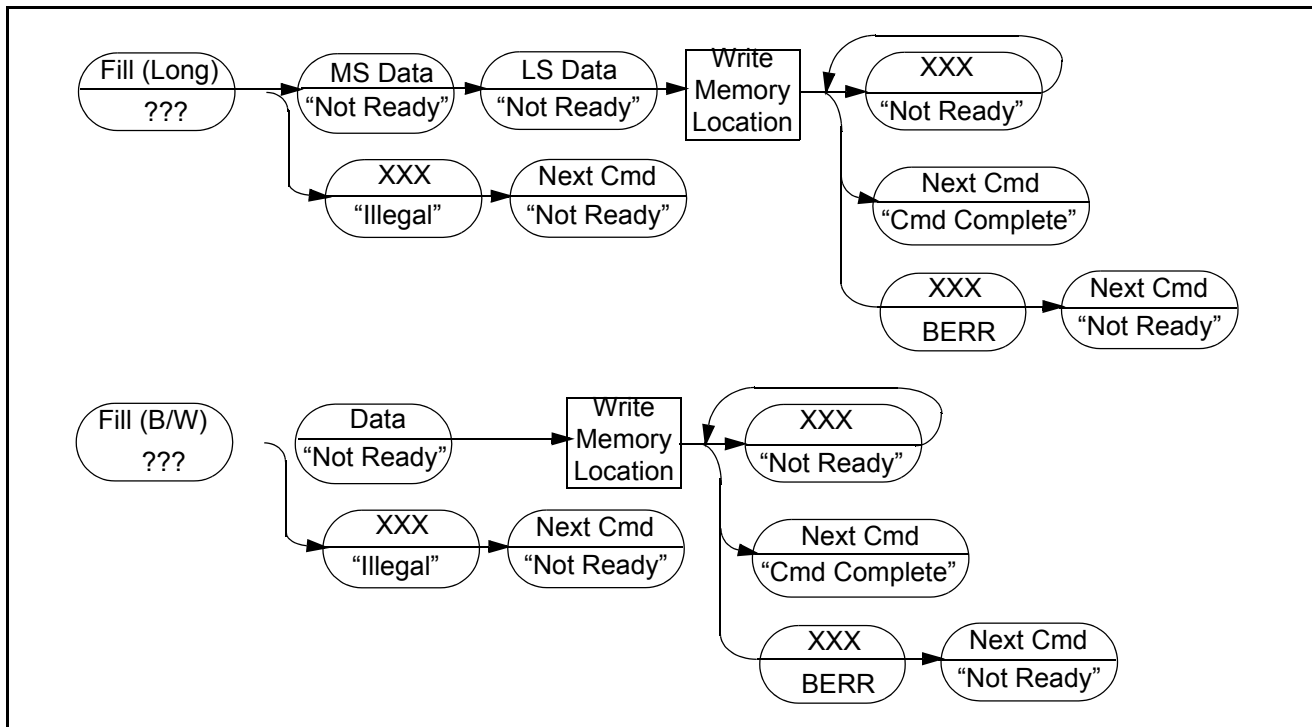 Fill (Long)
???
MS Data
“Not Ready”
LS Data
“Not Ready”
Write
Memory
Location
XXX
“Not Ready”
XXX
“Illegal”
Next Cmd
“Not Ready”
Next Cmd
“Cmd Complete”
XXX
BERR
Next Cmd
“Not Ready”
Fill (B/W)
???
Data
“Not Ready”
Write
Memory
Location
XXX
“Not Ready”
XXX
“Illegal”
Next Cmd
“Not Ready”
Next Cmd
“Cmd Complete”
XXX
BERR
Next Cmd
“Not Ready”